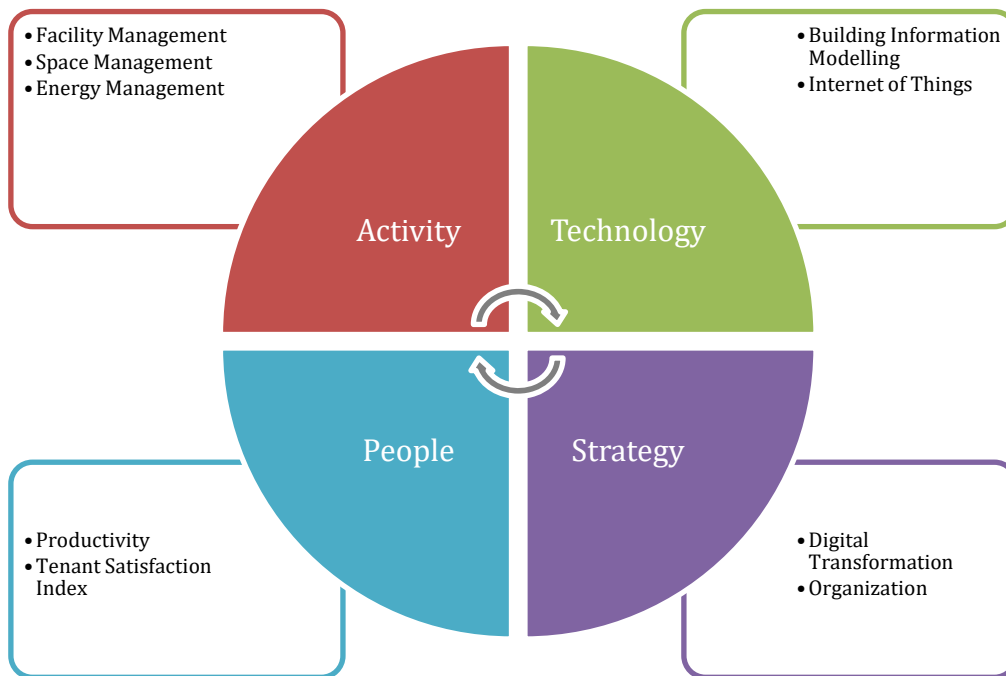 • Facility Management
• Space Management
• Energy Management
• Building Information
Modelling
• Internet of Things
Activity
Technology
People
Strategy
• Productivity
• Tenant Satisfaction
Index
• Digital
Transformation
• Organization